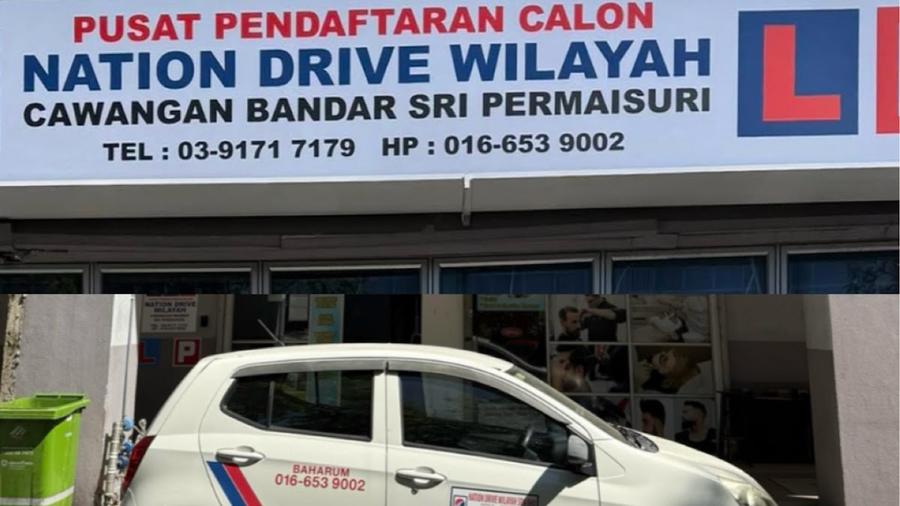 PUSAT PENDAFTARAN CALON
NATION DRIVE WILAYAH
CAWANGAN BANDAR SRI PERMAISURI
TEL : 03-9171 7179 HP : 016-653 9002
L
NATION DRIVE
WILAYAH
L P
BAHARUM
016-653 9002
NATION DRIVE WILAYAH